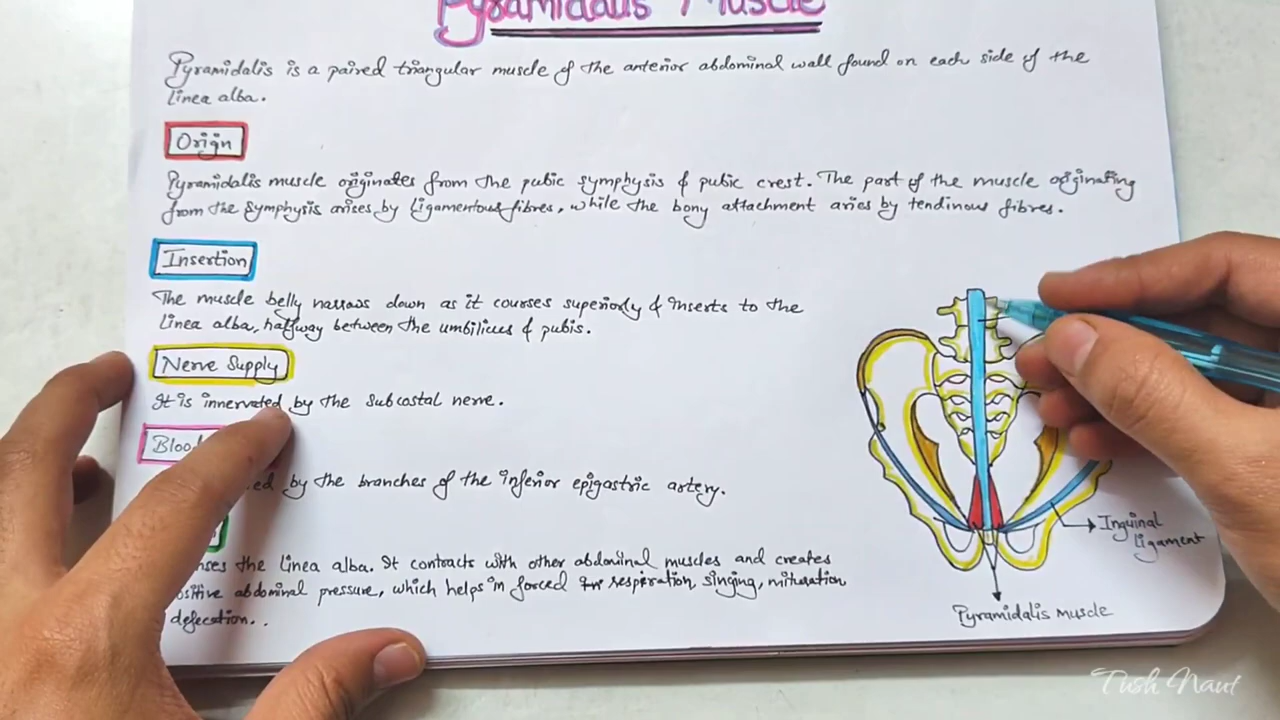 Pyramidalis Muscle
Pyramidalis is a paired triangular muscle of the anterior abdominal wall found on each side of the
Linea alba.
Origin
Pyramidalis muscle originates from the pubic symphysis & pubic crest. The part of the muscle originating
from the symphysis arises by Ligamentous fibres, while the bony attachment aries by tendinous fibres.
Insertion
The muscle belly narrows down as it courses superiorly & inserts to the
Linea alba, halfway between the umbilicus & pubis.
Nerve Supply
It is innervated by the Subcostal nerve.
Blood
by the branches of the inferior epigastric artery.
the Linea alba. It contracts with other abdominal muscles and creates
abdominal pressure, which helps in forced respiration, singing, mituration
defecation..
Inguinal
Ligament
Pyramidalis muscle
Tush Naut